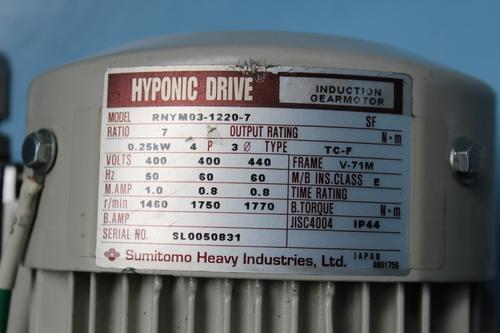 HYPONIC DRIVE INDUCTION GEARMOTOR
MODEL RNYM03-1220-7 SF
RATIO 7 OUTPUT RATING N·m
0.25kW 4 P 3 Ø TYPE TC-F
VOLTS 400 400 440 FRAME V-71M
Hz 50 60 60 M/B INS.CLASS E
M.AMP 1.0 0.8 0.8 TIME RATING
r/min 1460 1750 1770 B.TORQUE N·m
B.AMP JISC4004 IP44
SERIAL NO. SL0050831
Sumitomo Heavy Industries, Ltd. JAPAN
AN91750